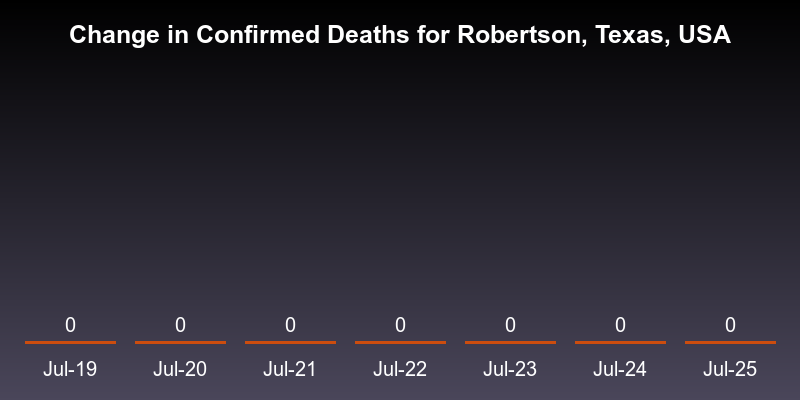 Change in Confirmed Deaths for Robertson, Texas, USA
0 0 0 0 0 0 0
Jul-19 Jul-20 Jul-21 Jul-22 Jul-23 Jul-24 Jul-25